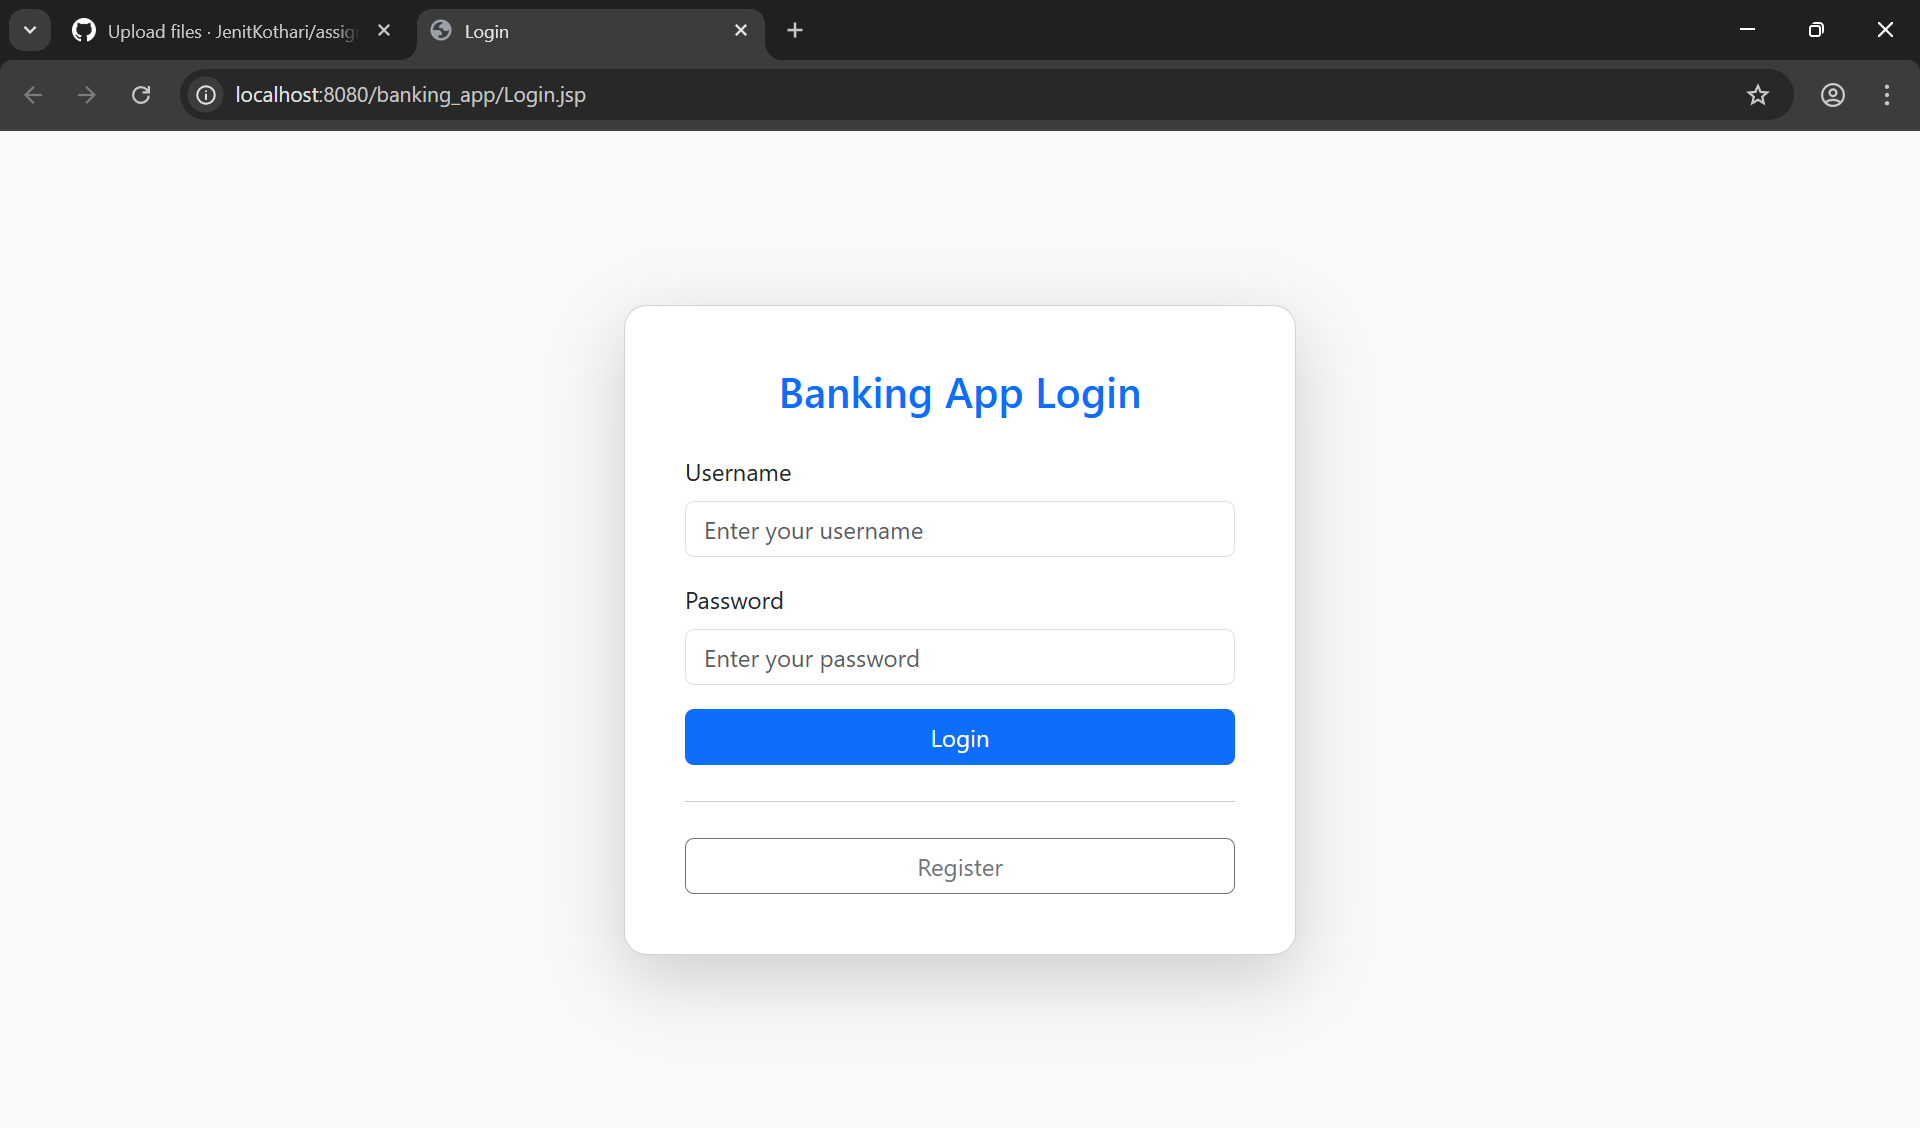 Upload files · JenitKothari/assig
Login
localhost:8080/banking_app/Login.jsp
Banking App Login
Username
Enter your username
Password
Enter your password
Login
Register